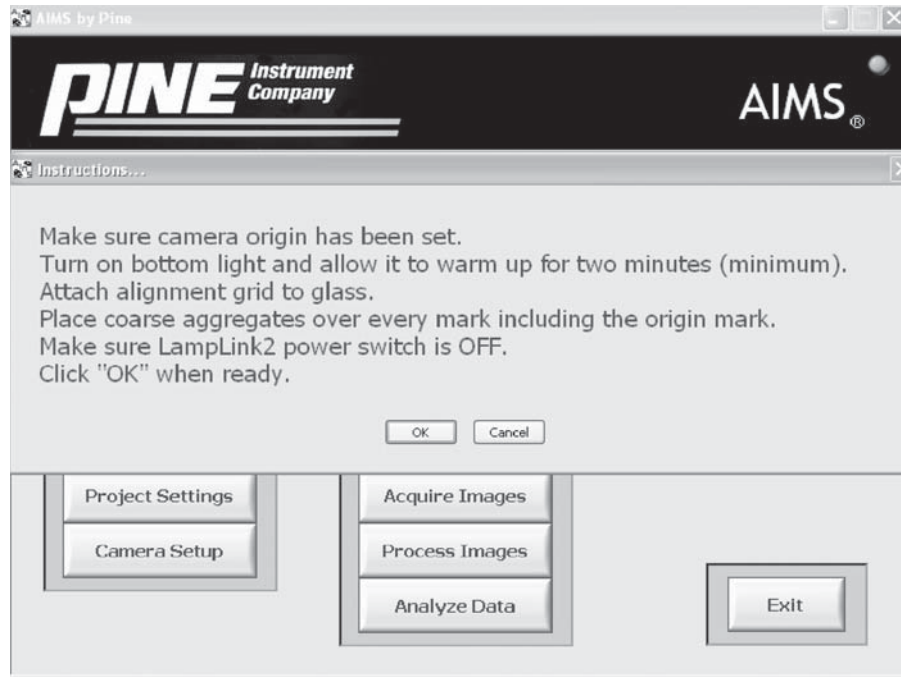 AIMS by Pine
PINE Instrument
Company
AIMS®
Instructions...
Make sure camera origin has been set.
Turn on bottom light and allow it to warm up for two minutes (minimum).
Attach alignment grid to glass.
Place coarse aggregates over every mark including the origin mark.
Make sure LampLink2 power switch is OFF.
Click "OK" when ready.
OK Cancel
Project Settings
Camera Setup
Acquire Images
Process Images
Analyze Data
Exit